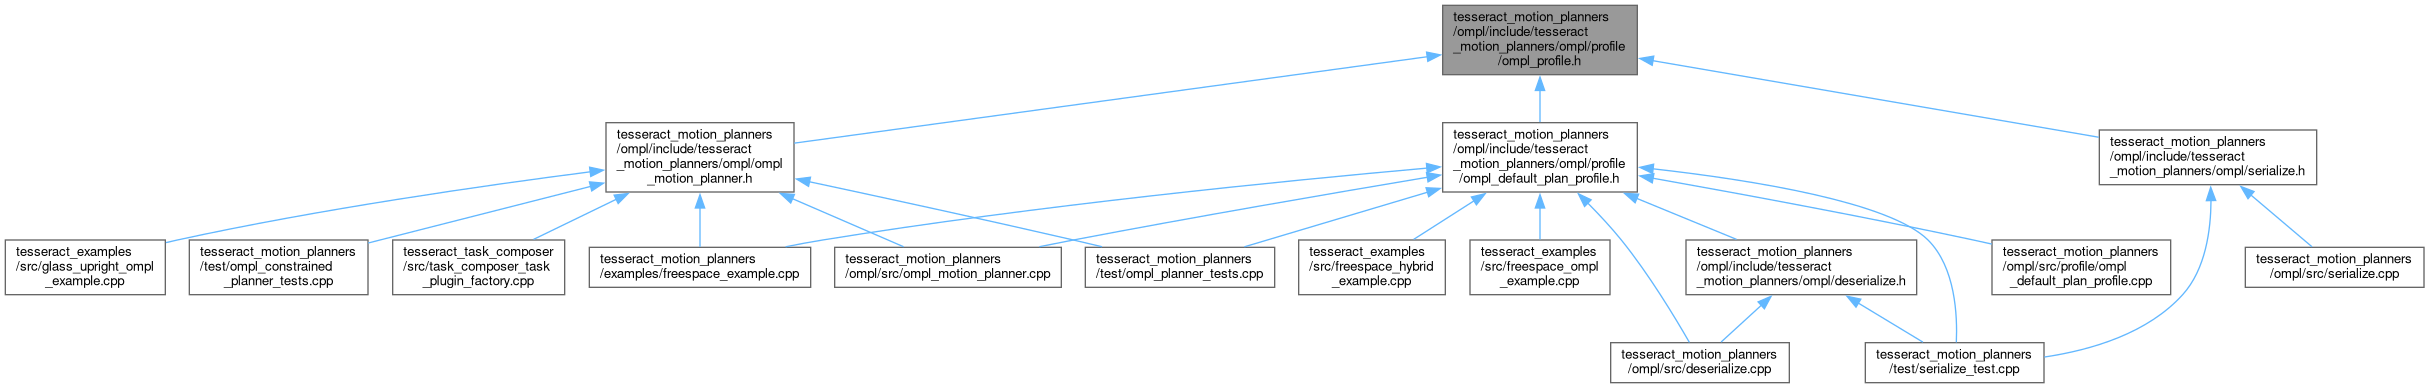 tesseract_motion_planners
/ompl/include/tesseract
_motion_planners/ompl/profile
/ompl_profile.h
tesseract_motion_planners
/ompl/include/tesseract
_motion_planners/ompl/ompl
_motion_planner.h
tesseract_motion_planners
/ompl/include/tesseract
_motion_planners/ompl/profile
/ompl_default_plan_profile.h
tesseract_motion_planners
/ompl/include/tesseract
_motion_planners/ompl/serialize.h
tesseract_examples
/src/glass_upright_ompl
_example.cpp
tesseract_motion_planners
/test/ompl_constrained
_planner_tests.cpp
tesseract_task_composer
/src/task_composer_task
_plugin_factory.cpp
tesseract_motion_planners
/examples/freespace_example.cpp
tesseract_motion_planners
/ompl/src/ompl_motion_planner.cpp
tesseract_motion_planners
/test/ompl_planner_tests.cpp
tesseract_examples
/src/freespace_hybrid
_example.cpp
tesseract_examples
/src/freespace_ompl
_example.cpp
tesseract_motion_planners
/ompl/include/tesseract
_motion_planners/ompl/deserialize.h
tesseract_motion_planners
/ompl/src/profile/ompl
_default_plan_profile.cpp
tesseract_motion_planners
/ompl/src/serialize.cpp
tesseract_motion_planners
/ompl/src/deserialize.cpp
tesseract_motion_planners
/test/serialize_test.cpp